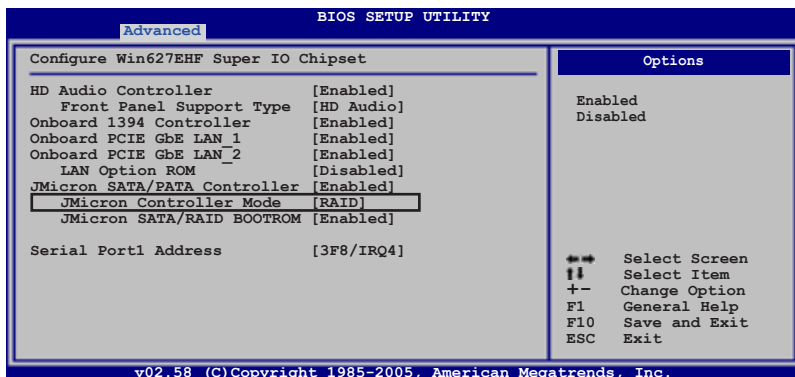 BIOS SETUP UTILITY
Advanced
Configure Win627EHF Super IO Chipset
HD Audio Controller [Enabled]
Front Panel Support Type [HD Audio]
Onboard 1394 Controller [Enabled]
Onboard PCIE GbE LAN_1 [Enabled]
Onboard PCIE GbE LAN_2 [Enabled]
LAN Option ROM [Disabled]
JMicron SATA/PATA Controller [Enabled]
JMicron Controller Mode [RAID]
JMicron SATA/RAID BOOTROM [Enabled]
Serial Port1 Address [3F8/IRQ4]
Options
Enabled
Disabled
Select Screen
Select Item
+- Change Option
F1 General Help
F10 Save and Exit
ESC Exit
v02.58 (C)Copyright 1985-2005, American Megatrends, Inc.